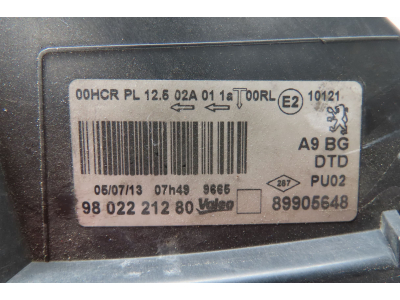 00HCR PL 12.5 02A 01 1a 00RL E2 10121
A9 BG
DTD
287 PU02
05/07/13 07h49 9665
98 022 212 80 Valeo 89905648